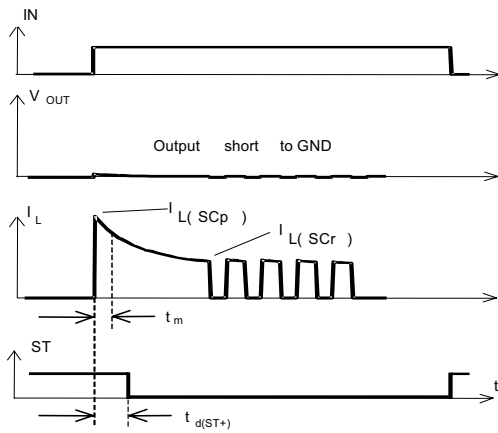 IN
V OUT
Output short to GND
I L
I L( SCp )
I L( SCr )
t m
ST
t
t d(ST+)